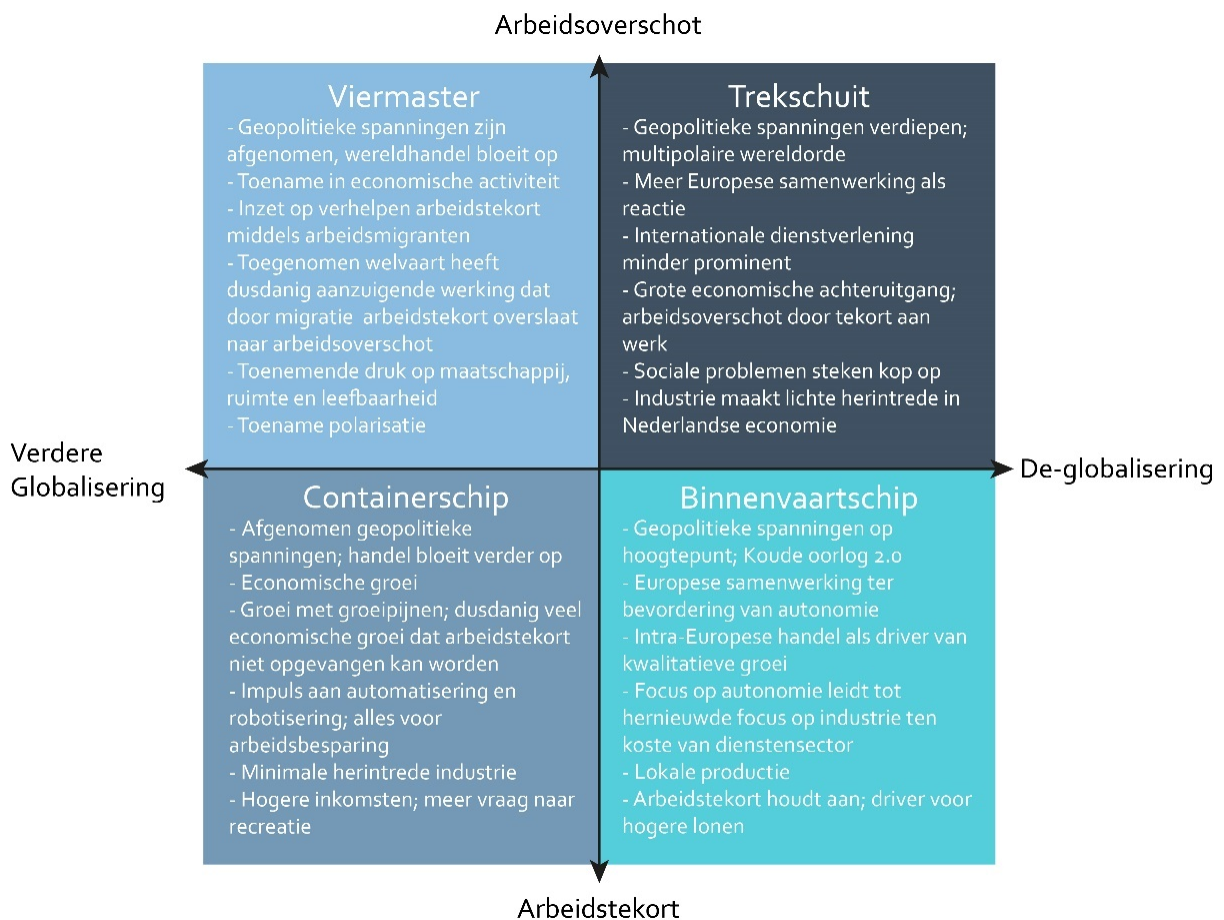 Arbeidsoverschot
Viermaster
- Geopolitieke spanningen zijn
afgenomen, wereldhandel bloeit op
- Toename in economische activiteit
- Inzet op verhelpen arbeidstekort
middels arbeidsmigranten
- Toegenomen welvaart heeft
dusdanig aanzuigende werking dat
door migratie arbeidstekort overslaat
naar arbeidsoverschot
- Toenemende druk op maatschappij,
ruimte en leefbaarheid
- Toename polarisatie
Trekschuit
- Geopolitieke spanningen verdiepen;
multipolaire wereldorde
- Meer Europese samenwerking als
reactie
- Internationale dienstverlening
minder prominent
- Grote economische achteruitgang;
arbeidsoverschot door tekort aan
werk
- Sociale problemen steken kop op
- Industrie maakt lichte herintrede in
Nederlandse economie
Verdere
Globalisering
De-globalisering
Containerschip
- Afgenomen geopolitieke
spanningen; handel bloeit verder op
- Economische groei
- Groei met groeipijnen; dusdanig veel
economische groei dat arbeidstekort
niet opgevangen kan worden
- Impuls aan automatisering en
robotisering; alles voor
arbeidsbesparing
- Minimale herintrede industrie
- Hogere inkomsten; meer vraag naar
recreatie
Binnenvaartschip
- Geopolitieke spanningen op
hoogtepunt; Koude oorlog 2.0
- Europese samenwerking ter
bevordering van autonomie
- Intra-Europese handel als driver van
kwalitatieve groei
- Focus op autonomie leidt tot
hernieuwde focus op industrie ten
koste van dienstensector
- Lokale productie
- Arbeidstekort houdt aan; driver voor
hogere lonen
Arbeidstekort